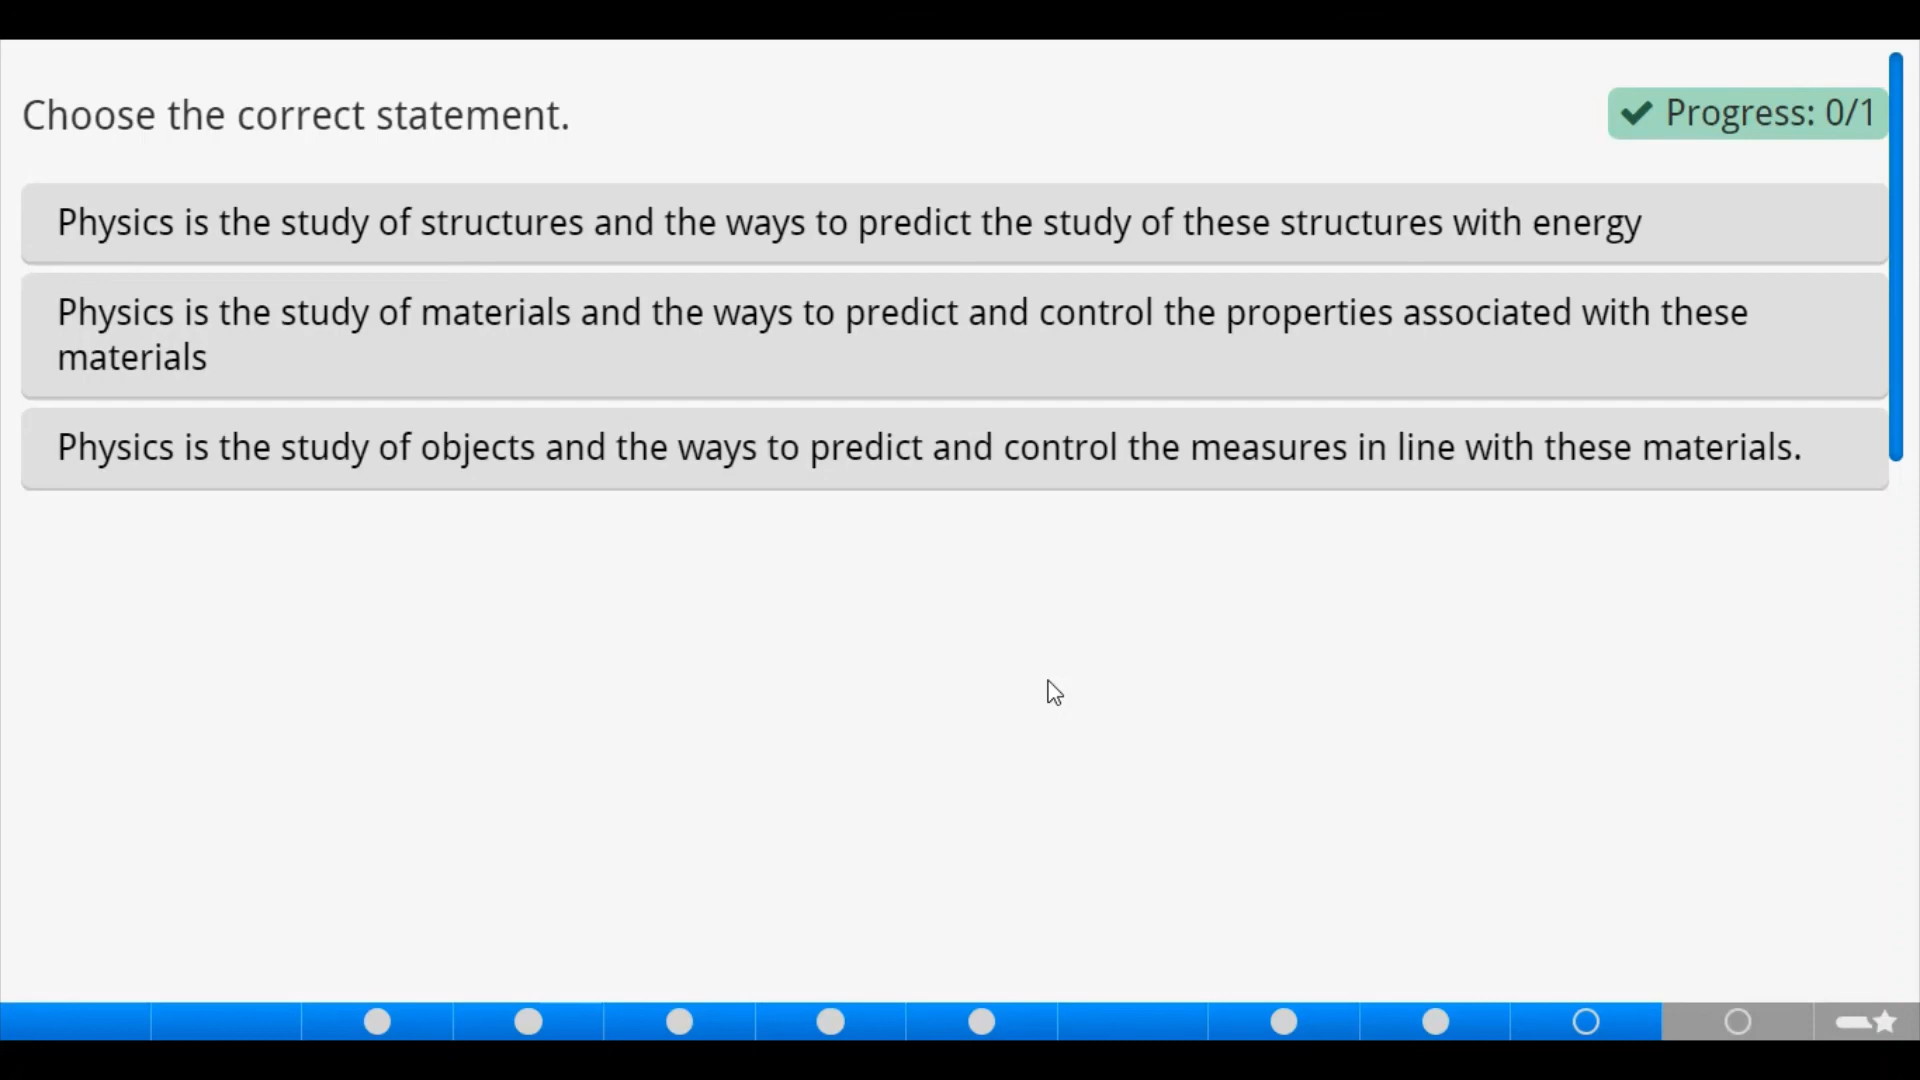 Choose the correct statement.
Progress: 0/1
Physics is the study of structures and the ways to predict the study of these structures with energy
Physics is the study of materials and the ways to predict and control the properties associated with these
materials
Physics is the study of objects and the ways to predict and control the measures in line with these materials.